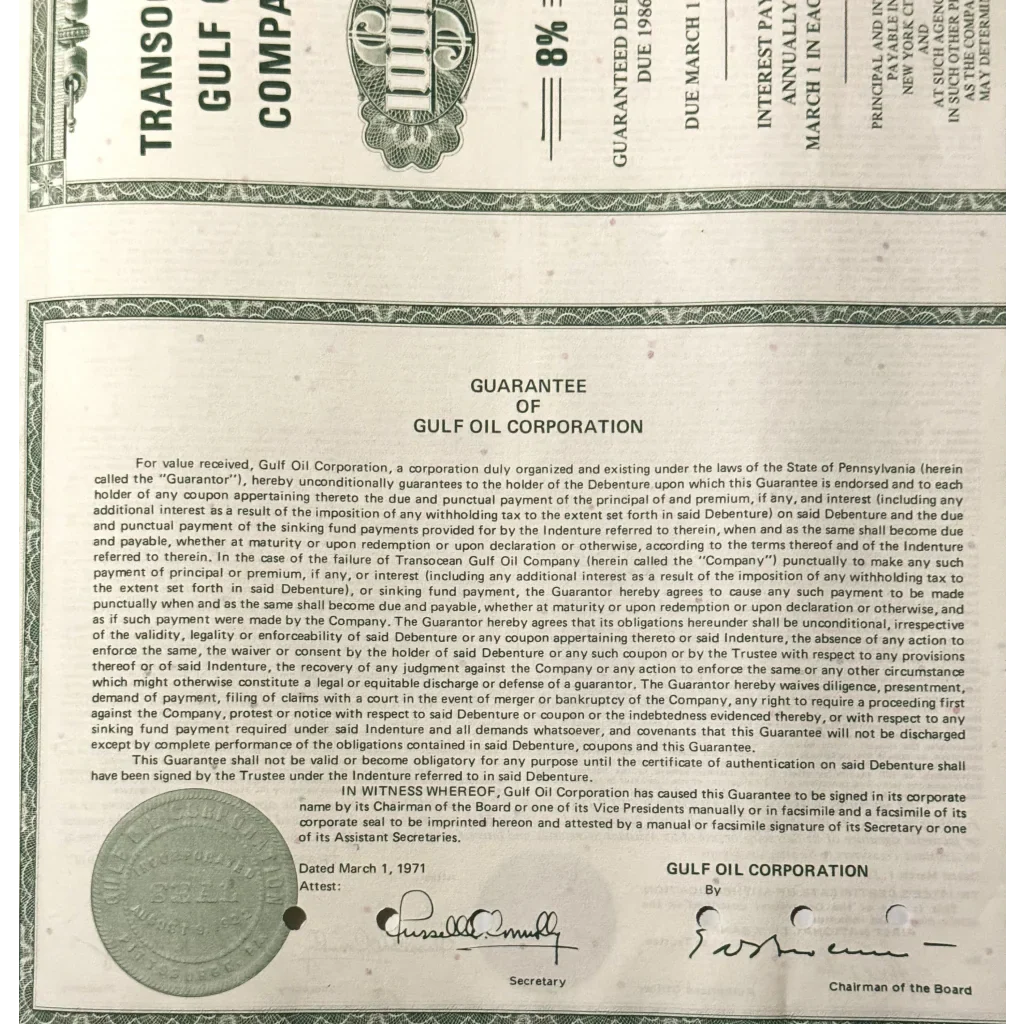 TRANSOC
GULF O
COMPA
$ 1000 $
8%
GUARANTEED DEB
DUE 1986
DUE MARCH 1
INTEREST PAY
ANNUALLY
MARCH 1 IN EAC
PRINCIPAL AND INT
PAYABLE IN
NEW YORK CI
AND
AT SUCH AGENC
IN SUCH OTHER PL
AS THE COMPA
MAY DETERMI
GUARANTEE
OF
GULF OIL CORPORATION
For value received, Gulf Oil Corporation, a corporation duly organized and existing under the laws of the State of Pennsylvania (herein
called the "Guarantor"), hereby unconditionally guarantees to the holder of the Debenture upon which this Guarantee is endorsed and to each
holder of any coupon appertaining thereto the due and punctual payment of the principal of and premium, if any, and interest (including any
additional interest as a result of the imposition of any withholding tax to the extent set forth in said Debenture) on said Debenture and the due
and punctual payment of the sinking fund payments provided for by the Indenture referred to therein, when and as the same shall become due
and payable, whether at maturity or upon redemption or upon declaration or otherwise, according to the terms thereof and of the Indenture
referred to therein. In the case of the failure of Transocean Gulf Oil Company (herein called the "Company") punctually to make any such
payment of principal or premium, if any, or interest (including any additional interest as a result of the imposition of any withholding tax to
the extent set forth in said Debenture), or sinking fund payment, the Guarantor hereby agrees to cause any such payment to be made
punctually when and as the same shall become due and payable, whether at maturity or upon redemption or upon declaration or otherwise, and
as if such payment were made by the Company. The Guarantor hereby agrees that its obligations hereunder shall be unconditional, irrespective
of the validity, legality or enforceability of said Debenture or any coupon appertaining thereto or said Indenture, the absence of any action to
enforce the same, the waiver or consent by the holder of said Debenture or any such coupon or by the Trustee with respect to any provisions
thereof or of said Indenture, the recovery of any judgment against the Company or any action to enforce the same or any other circumstance
which might otherwise constitute a legal or equitable discharge or defense of a guarantor. The Guarantor hereby waives diligence, presentment,
demand of payment, filing of claims with a court in the event of merger or bankruptcy of the Company, any right to require a proceeding first
against the Company, protest or notice with respect to said Debenture or coupon or the indebtedness evidenced thereby, or with respect to any
sinking fund payment required under said Indenture and all demands whatsoever, and covenants that this Guarantee will not be discharged
except by complete performance of the obligations contained in said Debenture, coupons and this Guarantee.
This Guarantee shall not be valid or become obligatory for any purpose until the certificate of authentication on said Debenture shall
have been signed by the Trustee under the Indenture referred to in said Debenture.
IN WITNESS WHEREOF, Gulf Oil Corporation has caused this Guarantee to be signed in its corporate
name by its Chairman of the Board or one of its Vice Presidents manually or in facsimile and a facsimile of its
corporate seal to be imprinted hereon and attested by a manual or facsimile signature of its Secretary or one
of its Assistant Secretaries.
Dated March 1, 1971
Attest:
GULF OIL CORPORATION
By
GULF OIL CORPORATION
INCORPORATED
SEAL
PITTSBURGH, PA.
Secretary
Chairman of the Board